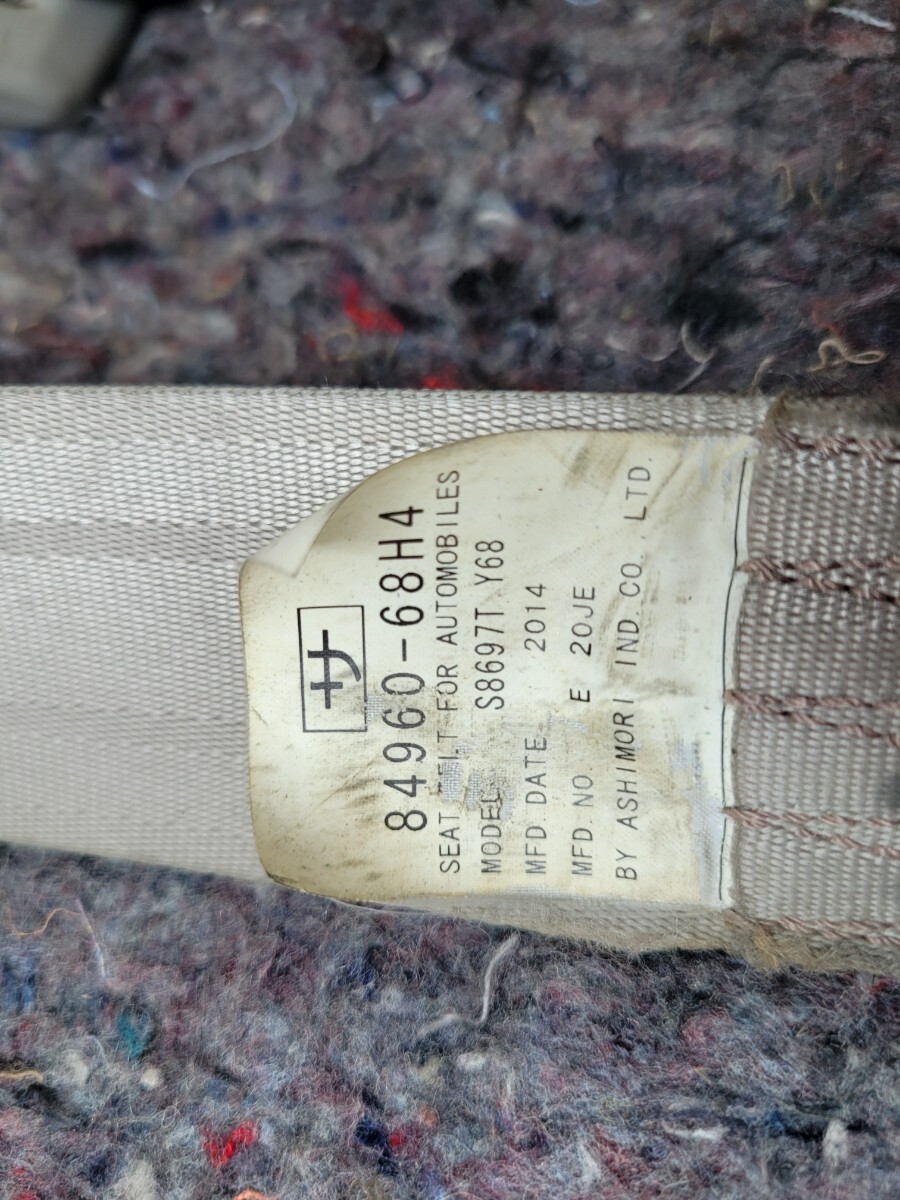 サ
84960-68H4
SEAT BELT FOR AUTOMOBILES
MODEL S8697T Y68
MFD DATE 2014
MFD. NO. E 20JE
BY ASHIMORI IND. CO. LTD.